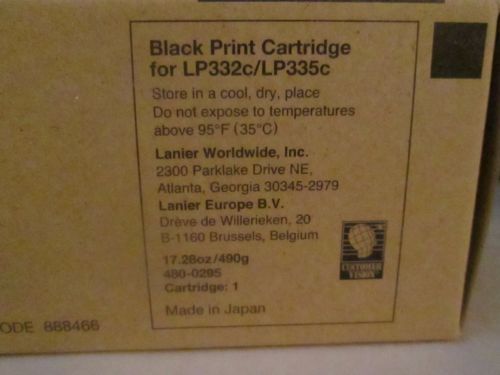 Black Print Cartridge
for LP332c/LP335c
Store in a cool, dry, place
Do not expose to temperatures
above 95°F (35°C)
Lanier Worldwide, Inc.
2300 Parklake Drive NE,
Atlanta, Georgia 30345-2979
Lanier Europe B.V.
Drève de Willerieken, 20
B-1160 Brussels, Belgium
17.28oz/490g
480-0295
Cartridge: 1
Made in Japan
CUSTOMER
VISION
ODE 888466